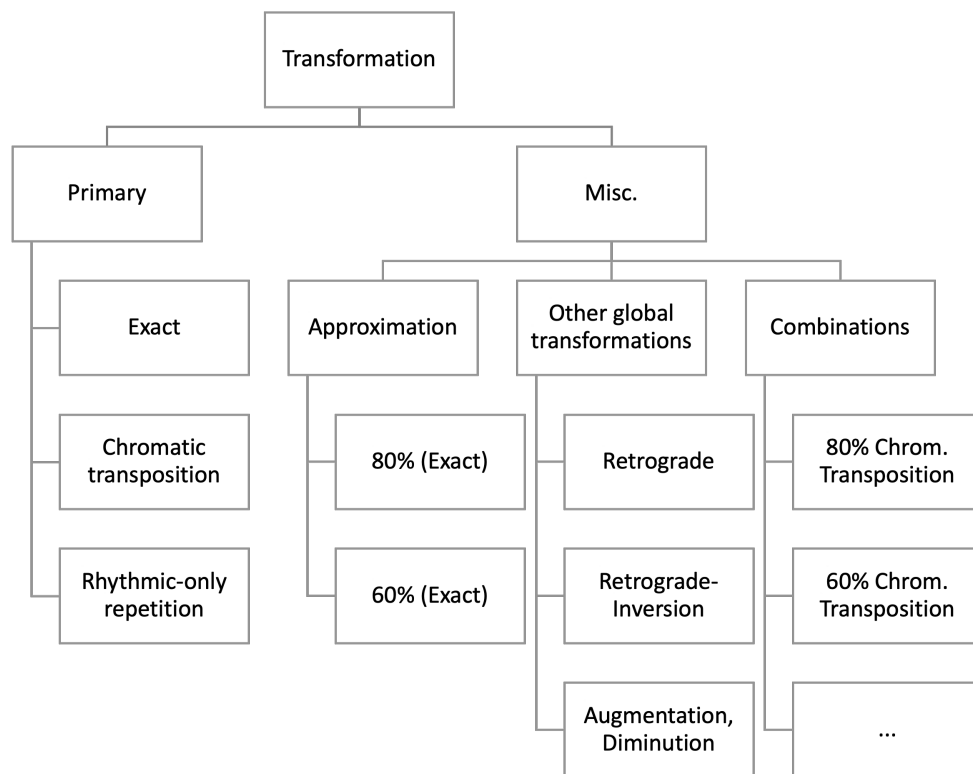 Transformation
Primary
Misc.
Exact
Approximation
Other global
transformations
Combinations
Chromatic
transposition
80% (Exact)
Retrograde
80% Chrom.
Transposition
Rhythmic-only
repetition
60% (Exact)
Retrograde-
Inversion
60% Chrom.
Transposition
Augmentation,
Diminution
...